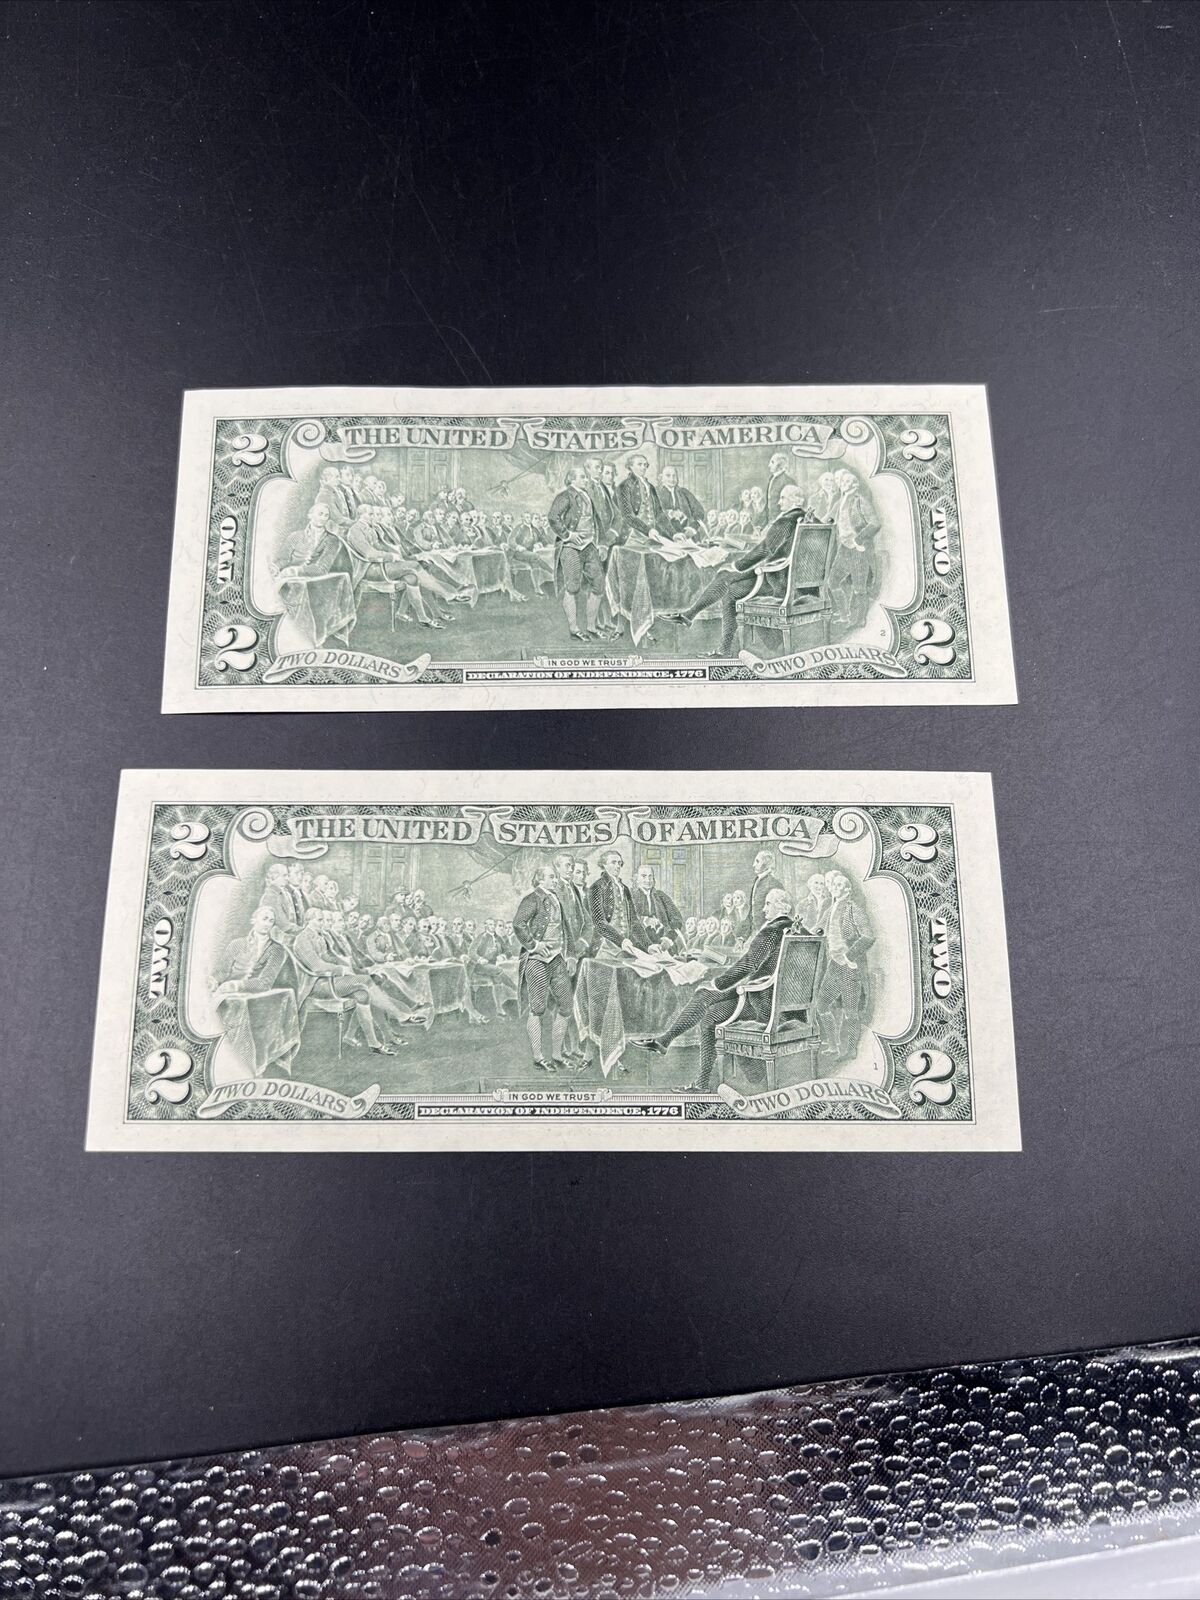 THE UNITED STATES OF AMERICA
2 2
TWO TWO
2
2 2
TWO DOLLARS TWO DOLLARS
IN GOD WE TRUST
DECLARATION OF INDEPENDENCE, 1776
THE UNITED STATES OF AMERICA
2 2
TWO TWO
1
2 2
TWO DOLLARS TWO DOLLARS
IN GOD WE TRUST
DECLARATION OF INDEPENDENCE, 1776